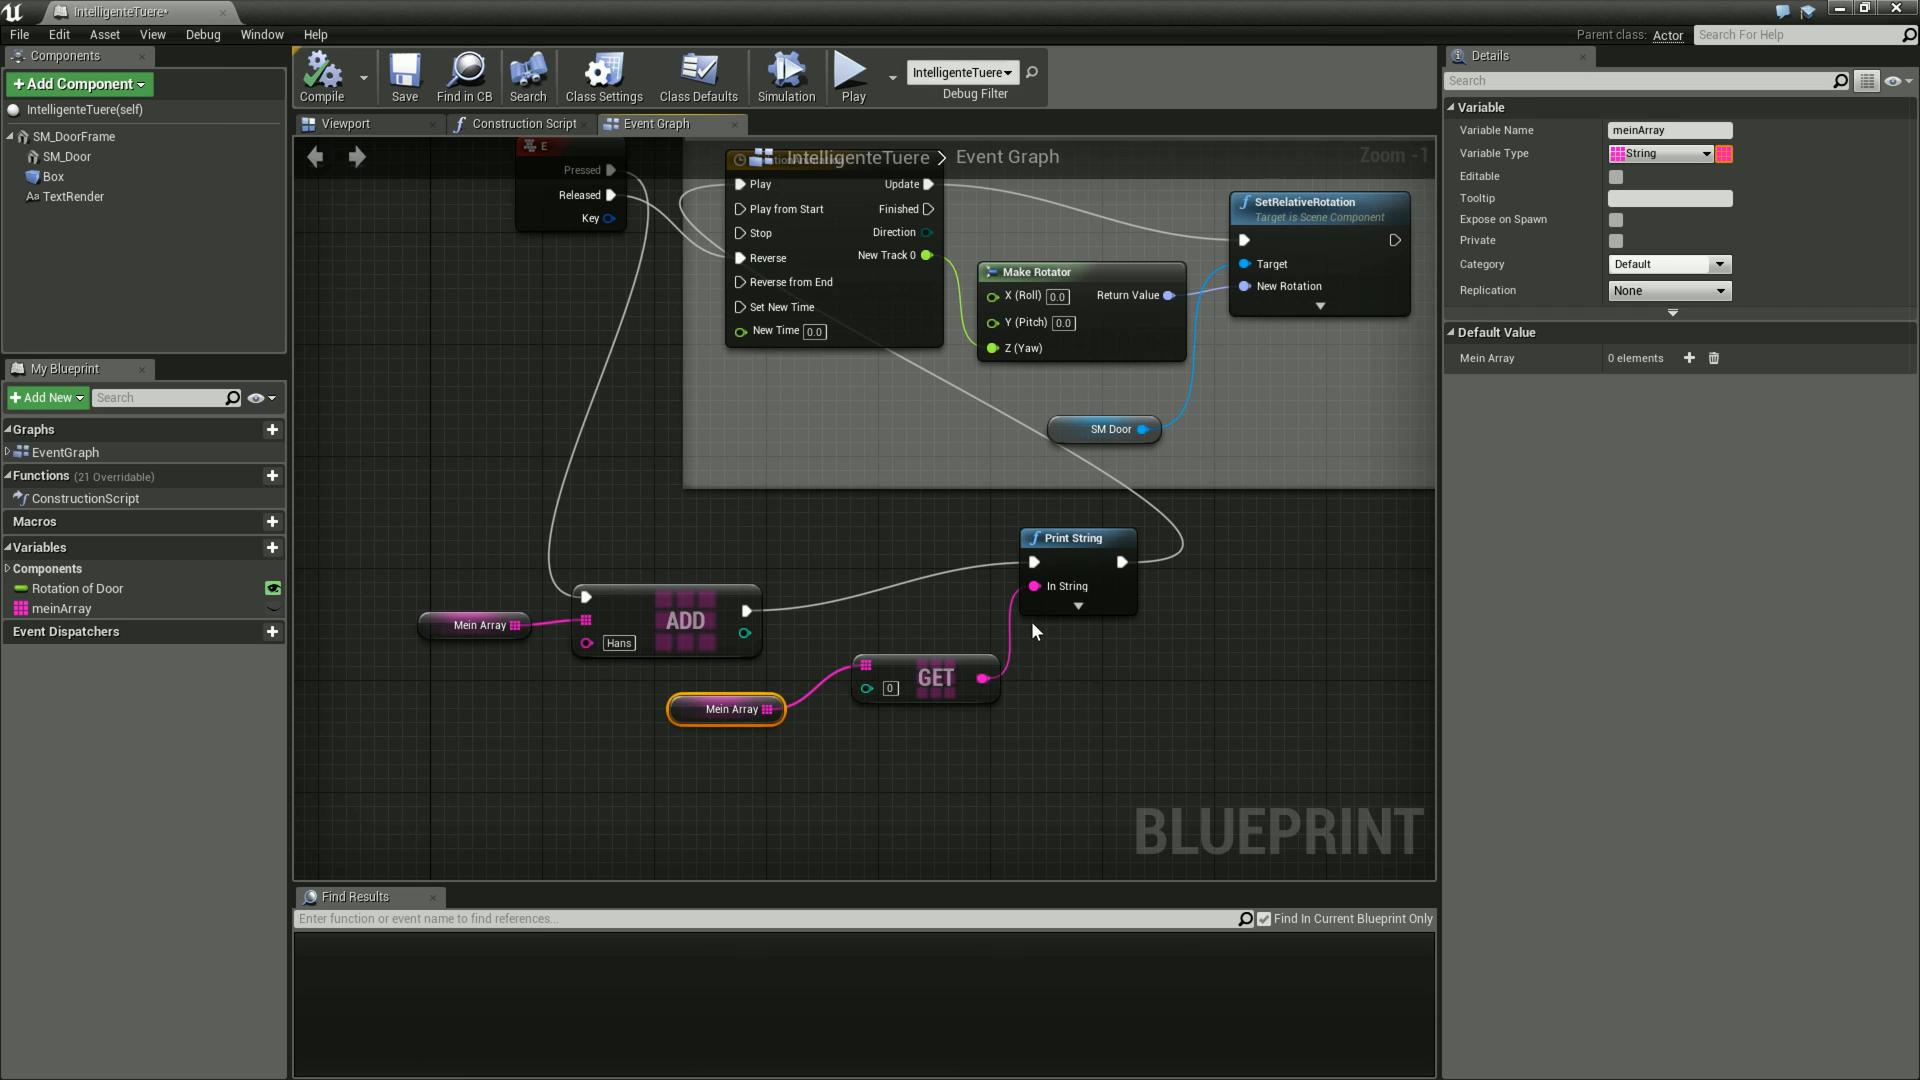 IntelligenteTuere*
File Edit Asset View Debug Window Help
Parent class: Actor
Search For Help
Components
+ Add Component
IntelligenteTuere(self)
SM_DoorFrame
SM_Door
Box
Aa TextRender
My Blueprint
+ Add New
Search
Graphs
EventGraph
Functions (21 Overridable)
ConstructionScript
Macros
Variables
Components
Rotation of Door
meinArray
Event Dispatchers
Compile
Save
Find in CB
Search
Class Settings
Class Defaults
Simulation
Play
IntelligenteTuere
Debug Filter
Viewport
Construction Script
Event Graph
IntelligenteTuere > Event Graph
Zoom -1
E
Pressed
Released
Key
Play
Update
Play from Start
Finished
Stop
Direction
Reverse
New Track 0
Reverse from End
Set New Time
New Time 0.0
Make Rotator
X (Roll) 0.0
Return Value
Y (Pitch) 0.0
Z (Yaw)
SetRelativeRotation
Target is Scene Component
Target
New Rotation
SM Door
Print String
In String
Mein Array
ADD
Hans
GET
0
Mein Array
BLUEPRINT
Find Results
Enter function or event name to find references...
Find In Current Blueprint Only
Details
Search
Variable
Variable Name meinArray
Variable Type String
Editable
Tooltip
Expose on Spawn
Private
Category Default
Replication None
Default Value
Mein Array 0 elements